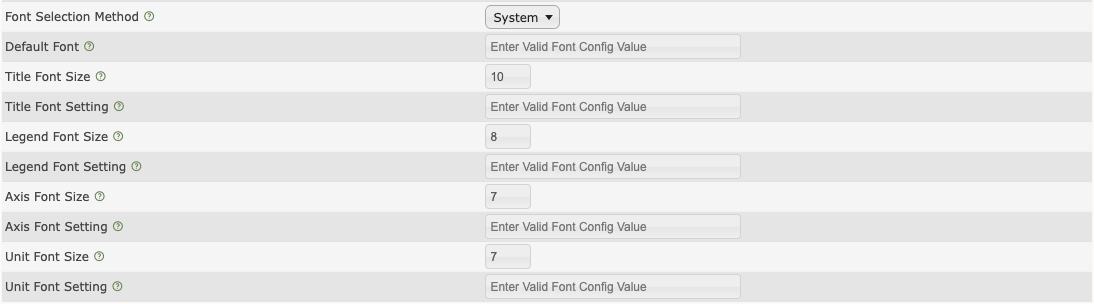 Font Selection Method System
Default Font Enter Valid Font Config Value
Title Font Size 10
Title Font Setting Enter Valid Font Config Value
Legend Font Size 8
Legend Font Setting Enter Valid Font Config Value
Axis Font Size 7
Axis Font Setting Enter Valid Font Config Value
Unit Font Size 7
Unit Font Setting Enter Valid Font Config Value